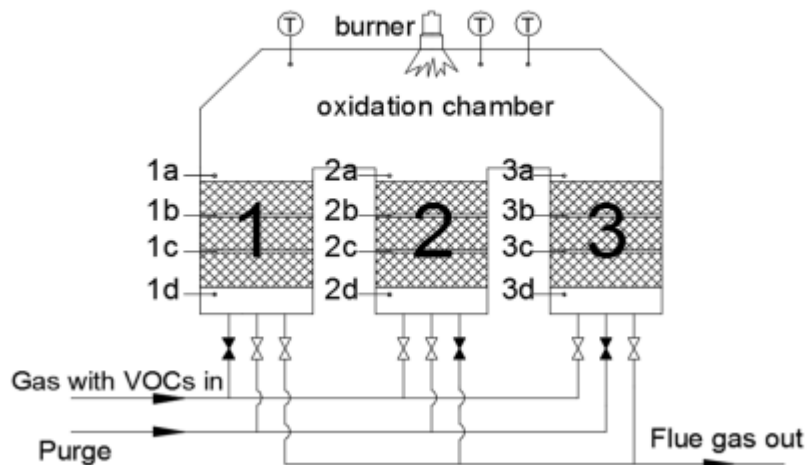 T burner T T
oxidation chamber
1a 2a 3a
1b 2b 3b
1 2 3
1c 2c 3c
1d 2d 3d
Gas with VOCs in
Purge
Flue gas out